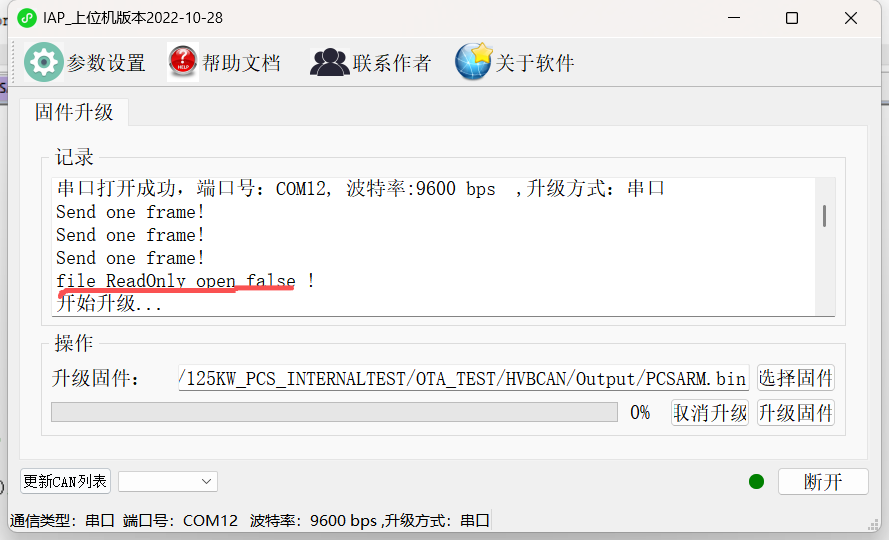 IAP_上位机版本2022-10-28
参数设置 帮助文档 联系作者 关于软件
固件升级
记录
串口打开成功，端口号：COM12, 波特率:9600 bps ,升级方式：串口
Send one frame!
Send one frame!
Send one frame!
file ReadOnly open false !
开始升级...
操作
升级固件： /125KW_PCS_INTERNALTEST/OTA_TEST/HVBCAN/Output/PCSARM.bin 选择固件
0% 取消升级 升级固件
更新CAN列表 断开
通信类型：串口 端口号：COM12 波特率：9600 bps ,升级方式：串口